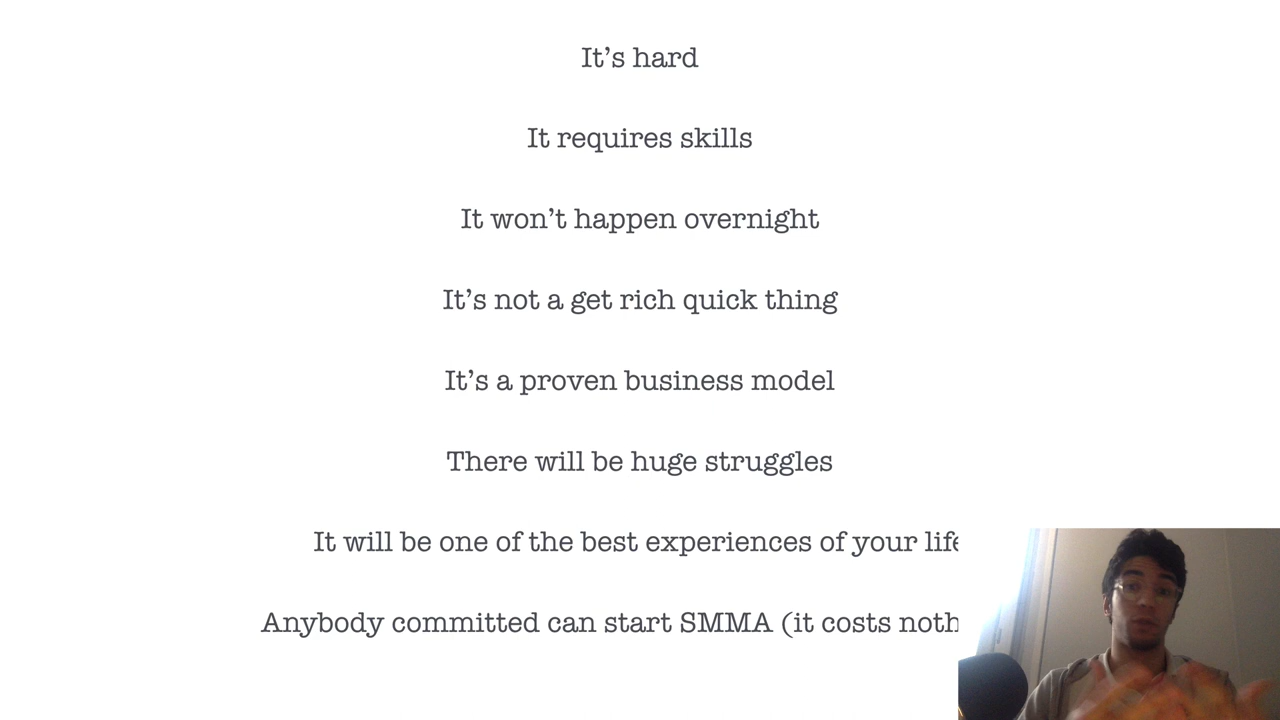 It's hard
It requires skills
It won't happen overnight
It's not a get rich quick thing
It's a proven business model
There will be huge struggles
It will be one of the best experiences of your life
Anybody committed can start SMMA (it costs noth